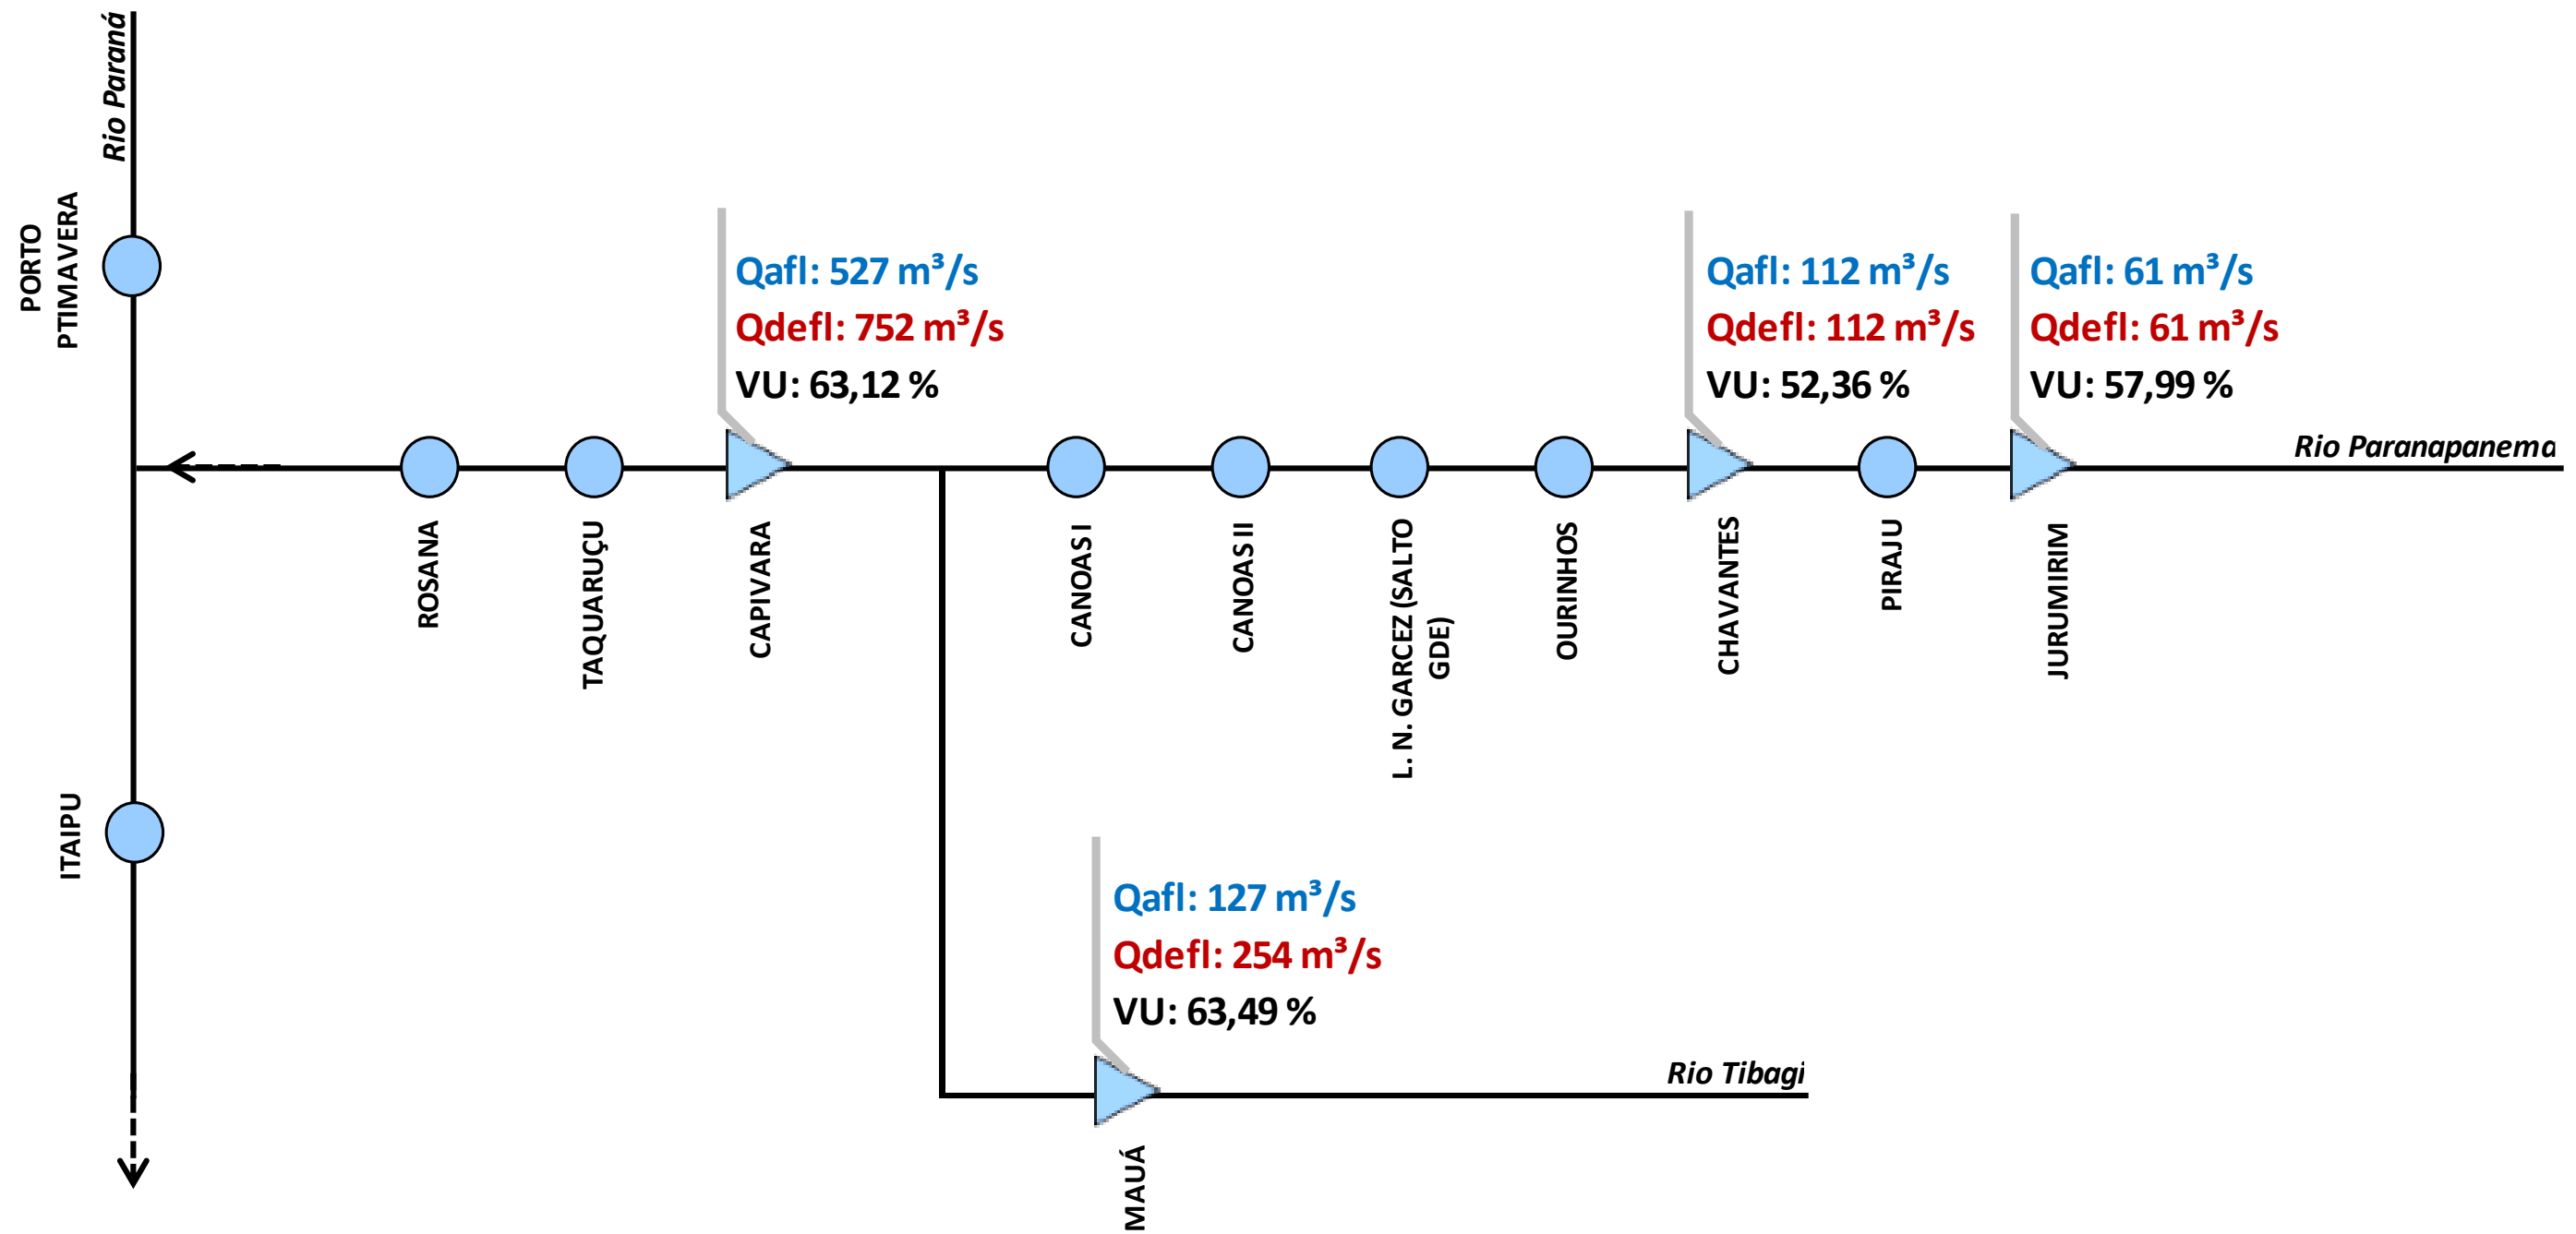 Rio Paraná
PORTO
PTIMAVERA
Qafl: 527 m³/s
Qdefl: 752 m³/s
VU: 63,12 %
Qafl: 112 m³/s
Qdefl: 112 m³/s
VU: 52,36 %
Qafl: 61 m³/s
Qdefl: 61 m³/s
VU: 57,99 %
Rio Paranapanema
ROSANA
TAQUARUÇU
CAPIVARA
CANOAS I
CANOAS II
L. N. GARCEZ (SALTO
GDE)
OURINHOS
CHAVANTES
PIRAJU
JURUMIRIM
ITAIPU
Qafl: 127 m³/s
Qdefl: 254 m³/s
VU: 63,49 %
Rio Tibagi
MAUÁ